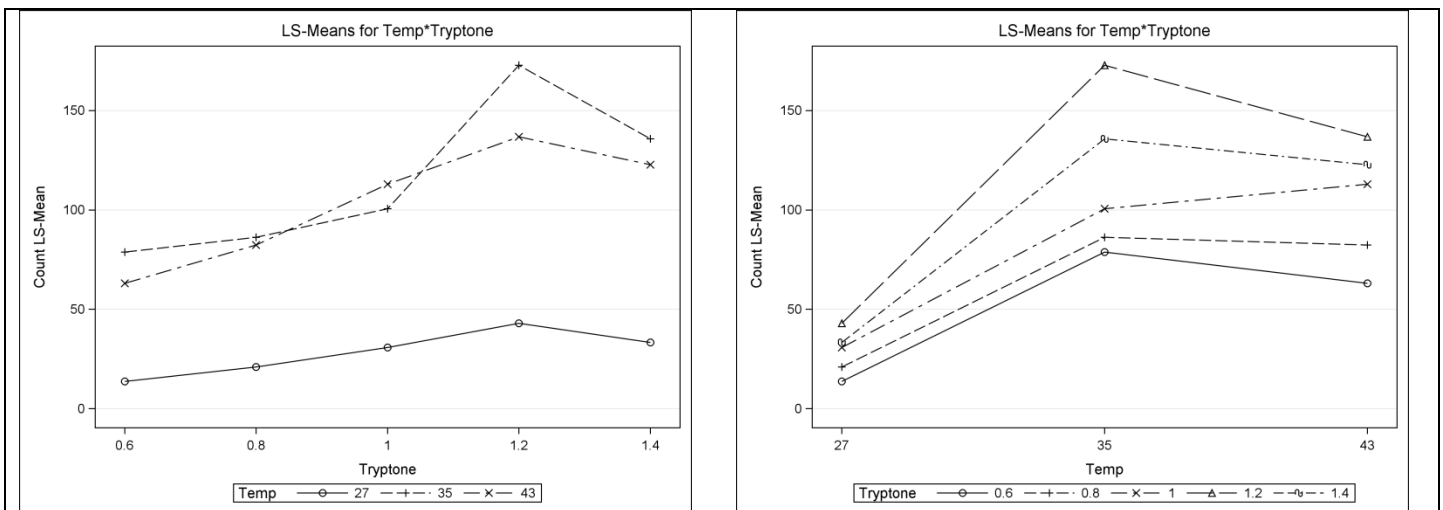 LS-Means for Temp*Tryptone
150
100
50
0
Count LS-Mean
0.6 0.8 1 1.2 1.4
Tryptone
Temp 27 35 43
LS-Means for Temp*Tryptone
150
100
50
0
Count LS-Mean
27 35 43
Temp
Tryptone 0.6 0.8 1 1.2 1.4